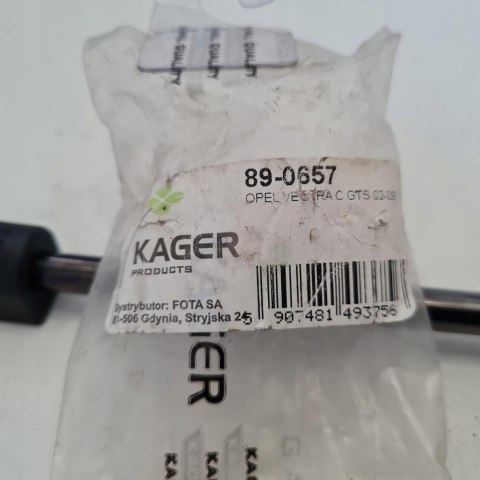 89-0657
OPEL VECTRA C GTS 02-08
KAGER
PRODUCTS
Dystrybutor: FOTA SA
81-506 Gdynia, Stryjska 24
5 907481 493756
KAGER